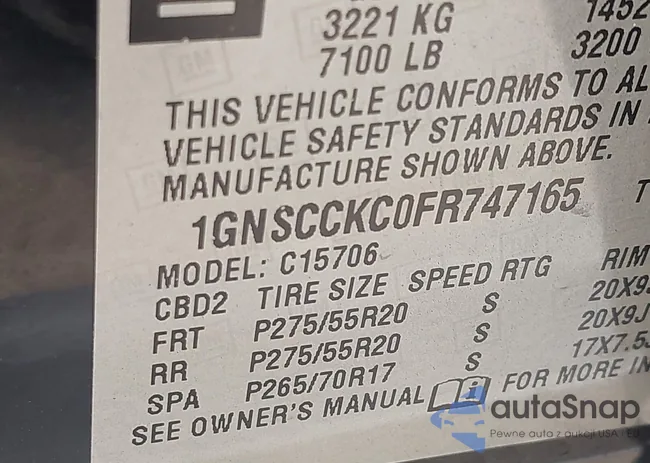 3221 KG 1452
7100 LB 3200
THIS VEHICLE CONFORMS TO AL
VEHICLE SAFETY STANDARDS IN
MANUFACTURE SHOWN ABOVE.
1GNSCCKC0FR747165 T
MODEL: C15706
CBD2 TIRE SIZE SPEED RTG RIM
FRT P275/55R20 S 20X9J
RR P275/55R20 S 20X9J
SPA P265/70R17 S 17X7.5J
SEE OWNER'S MANUAL FOR MORE IN
autaSnap
Pewne auta z aukcji USA